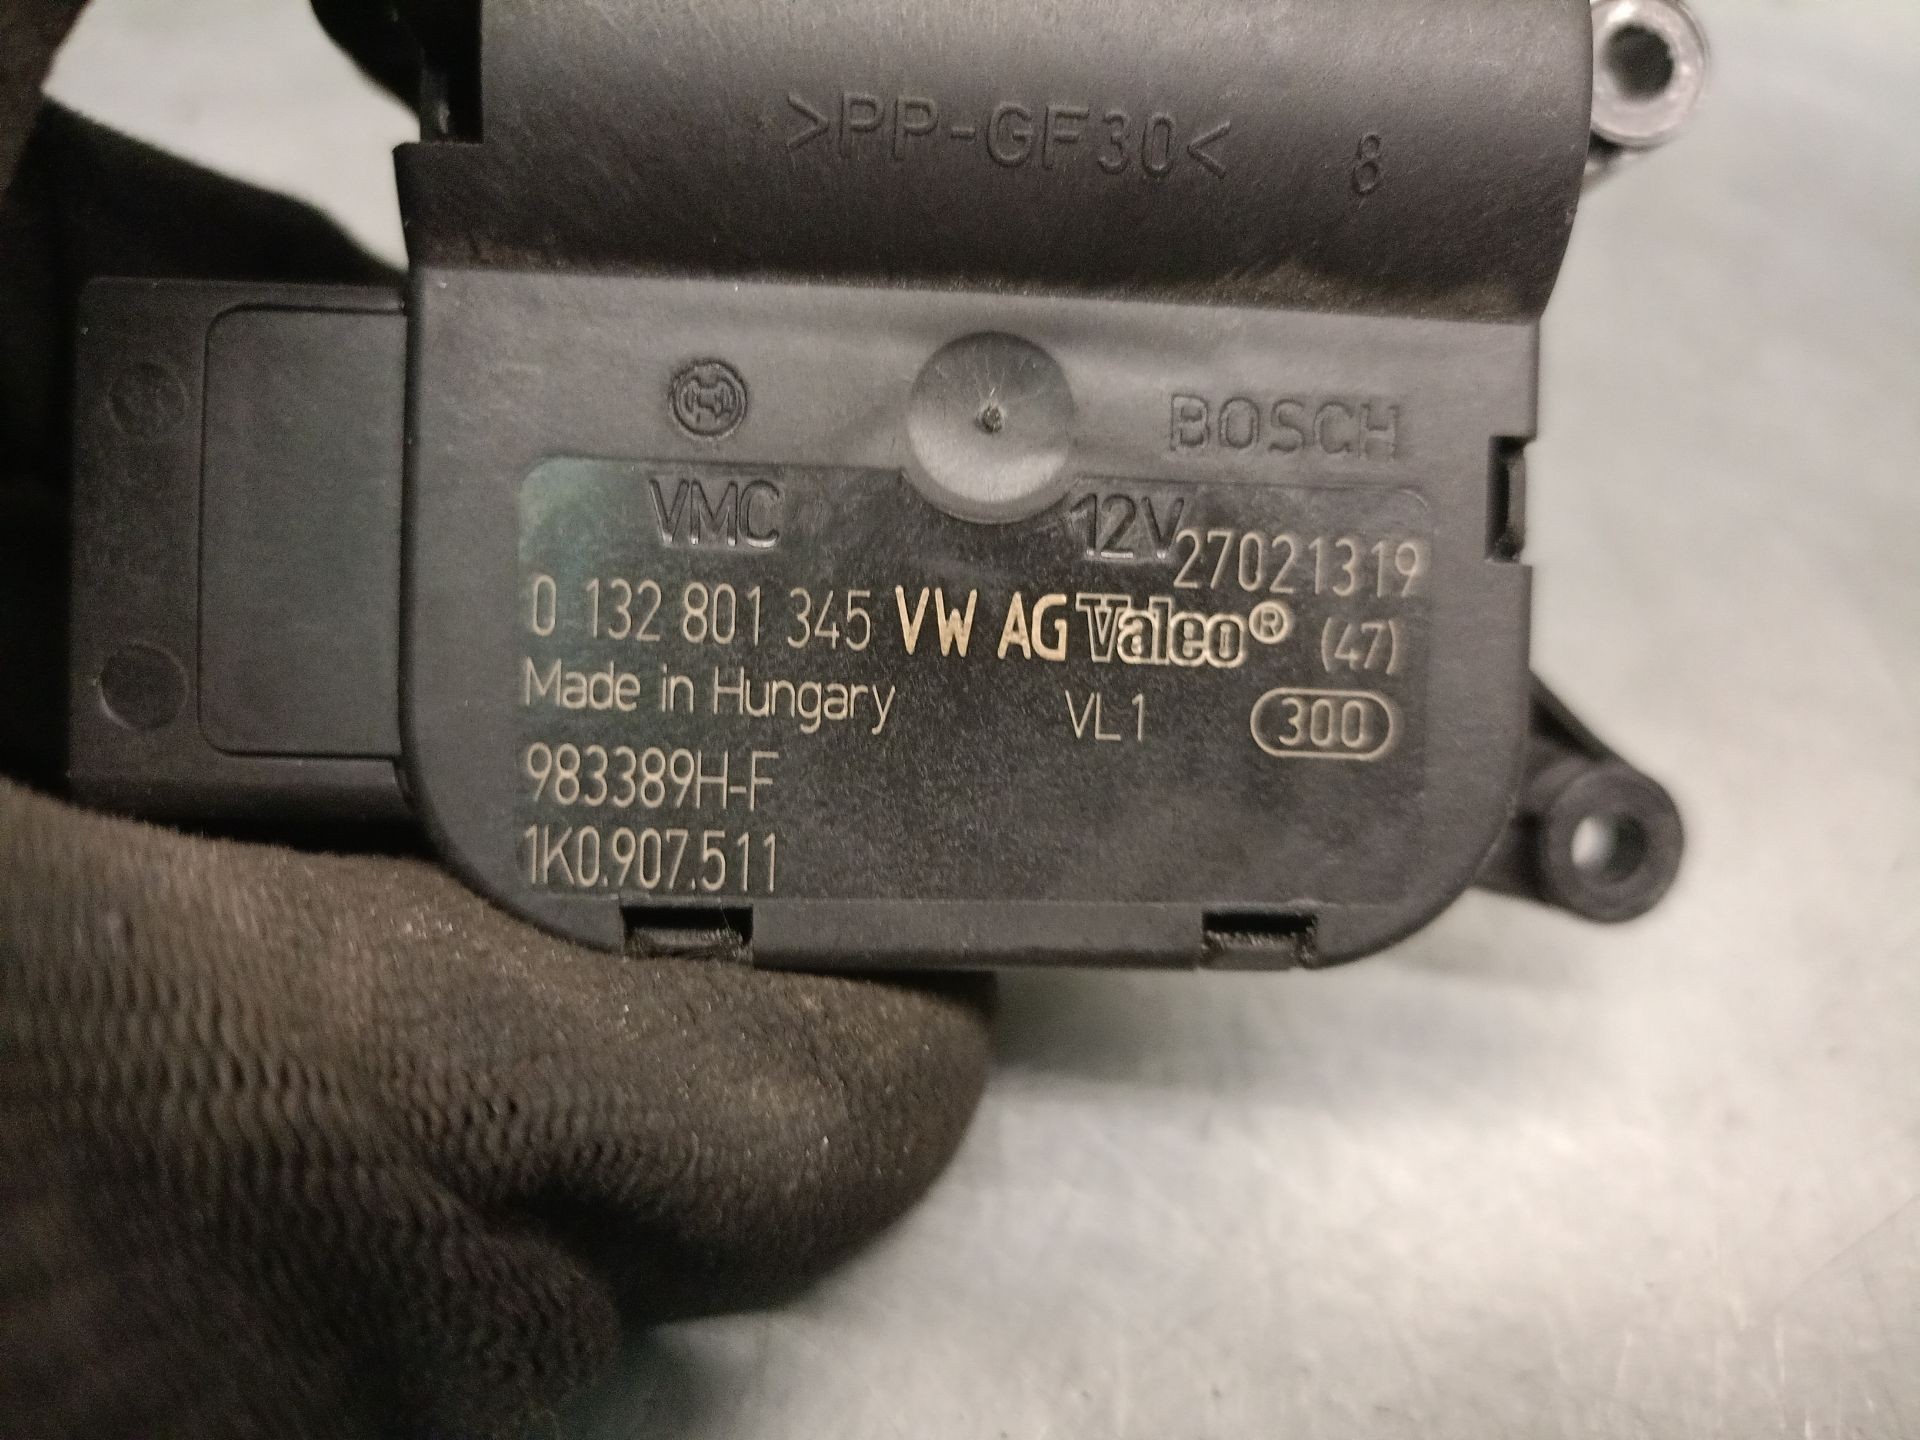 >PP-GF30< 8
BOSCH
VMC 12V
27021319
0 132 801 345 VW AG Valeo® (47)
Made in Hungary VL1 300
983389H-F
1K0.907.511